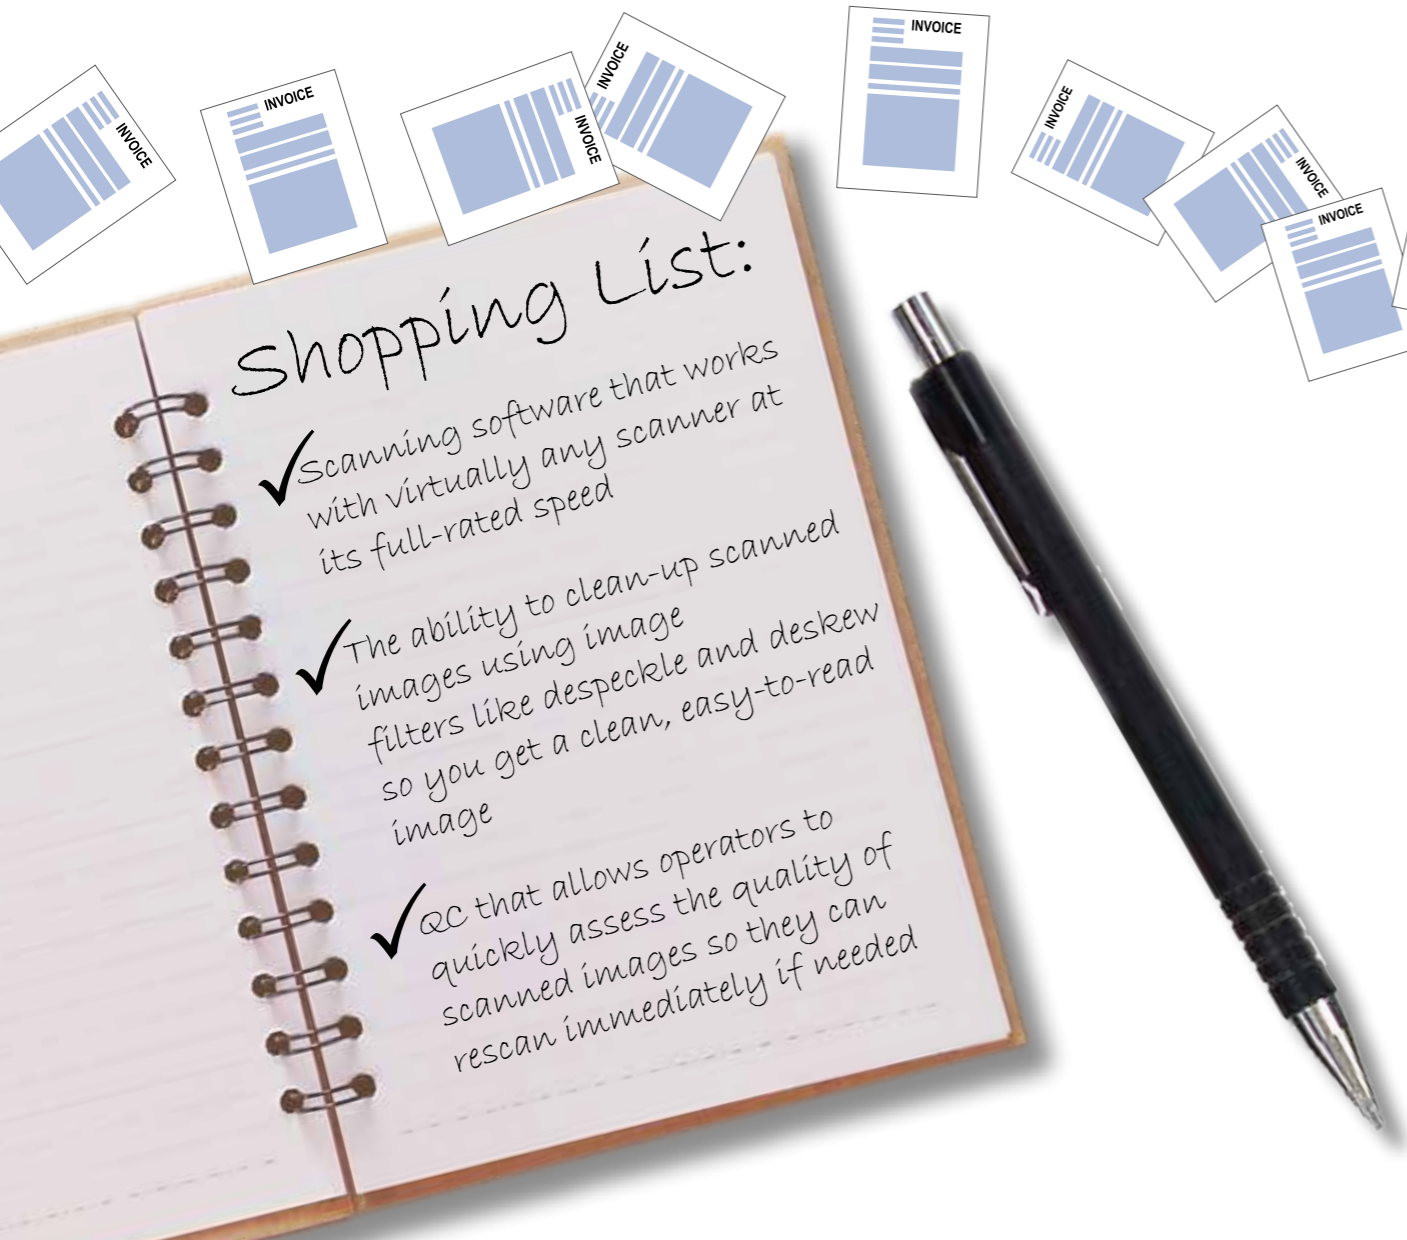 INVOICE
INVOICE
INVOICE
INVOICE
INVOICE
INVOICE
INVOICE
INVOICE
Shopping List:
Scanning software that works
with virtually any scanner at
its full-rated speed
The ability to clean-up scanned
images using image
filters like despeckle and deskew
so you get a clean, easy-to-read
image
QC that allows operators to
quickly assess the quality of
scanned images so they can
rescan immediately if needed